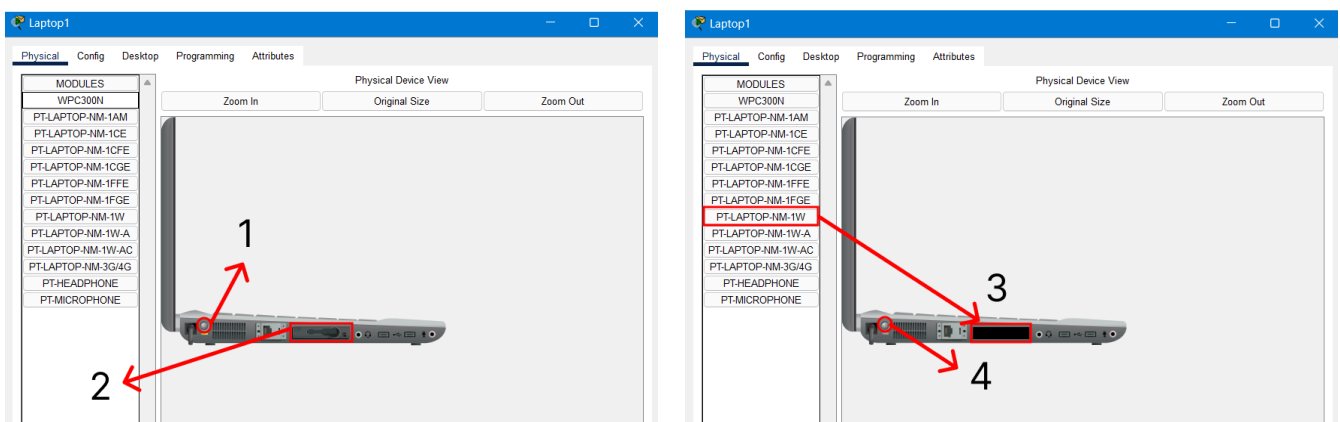 Laptop1
Physical Config Desktop Programming Attributes
MODULES
WPC300N
PT-LAPTOP-NM-1AM
PT-LAPTOP-NM-1CE
PT-LAPTOP-NM-1CFE
PT-LAPTOP-NM-1CGE
PT-LAPTOP-NM-1FFE
PT-LAPTOP-NM-1FGE
PT-LAPTOP-NM-1W
PT-LAPTOP-NM-1W-A
PT-LAPTOP-NM-1W-AC
PT-LAPTOP-NM-3G/4G
PT-HEADPHONE
PT-MICROPHONE
Physical Device View
Zoom In Original Size Zoom Out
1
2
Laptop1
Physical Config Desktop Programming Attributes
MODULES
WPC300N
PT-LAPTOP-NM-1AM
PT-LAPTOP-NM-1CE
PT-LAPTOP-NM-1CFE
PT-LAPTOP-NM-1CGE
PT-LAPTOP-NM-1FFE
PT-LAPTOP-NM-1FGE
PT-LAPTOP-NM-1W
PT-LAPTOP-NM-1W-A
PT-LAPTOP-NM-1W-AC
PT-LAPTOP-NM-3G/4G
PT-HEADPHONE
PT-MICROPHONE
Physical Device View
Zoom In Original Size Zoom Out
3
4